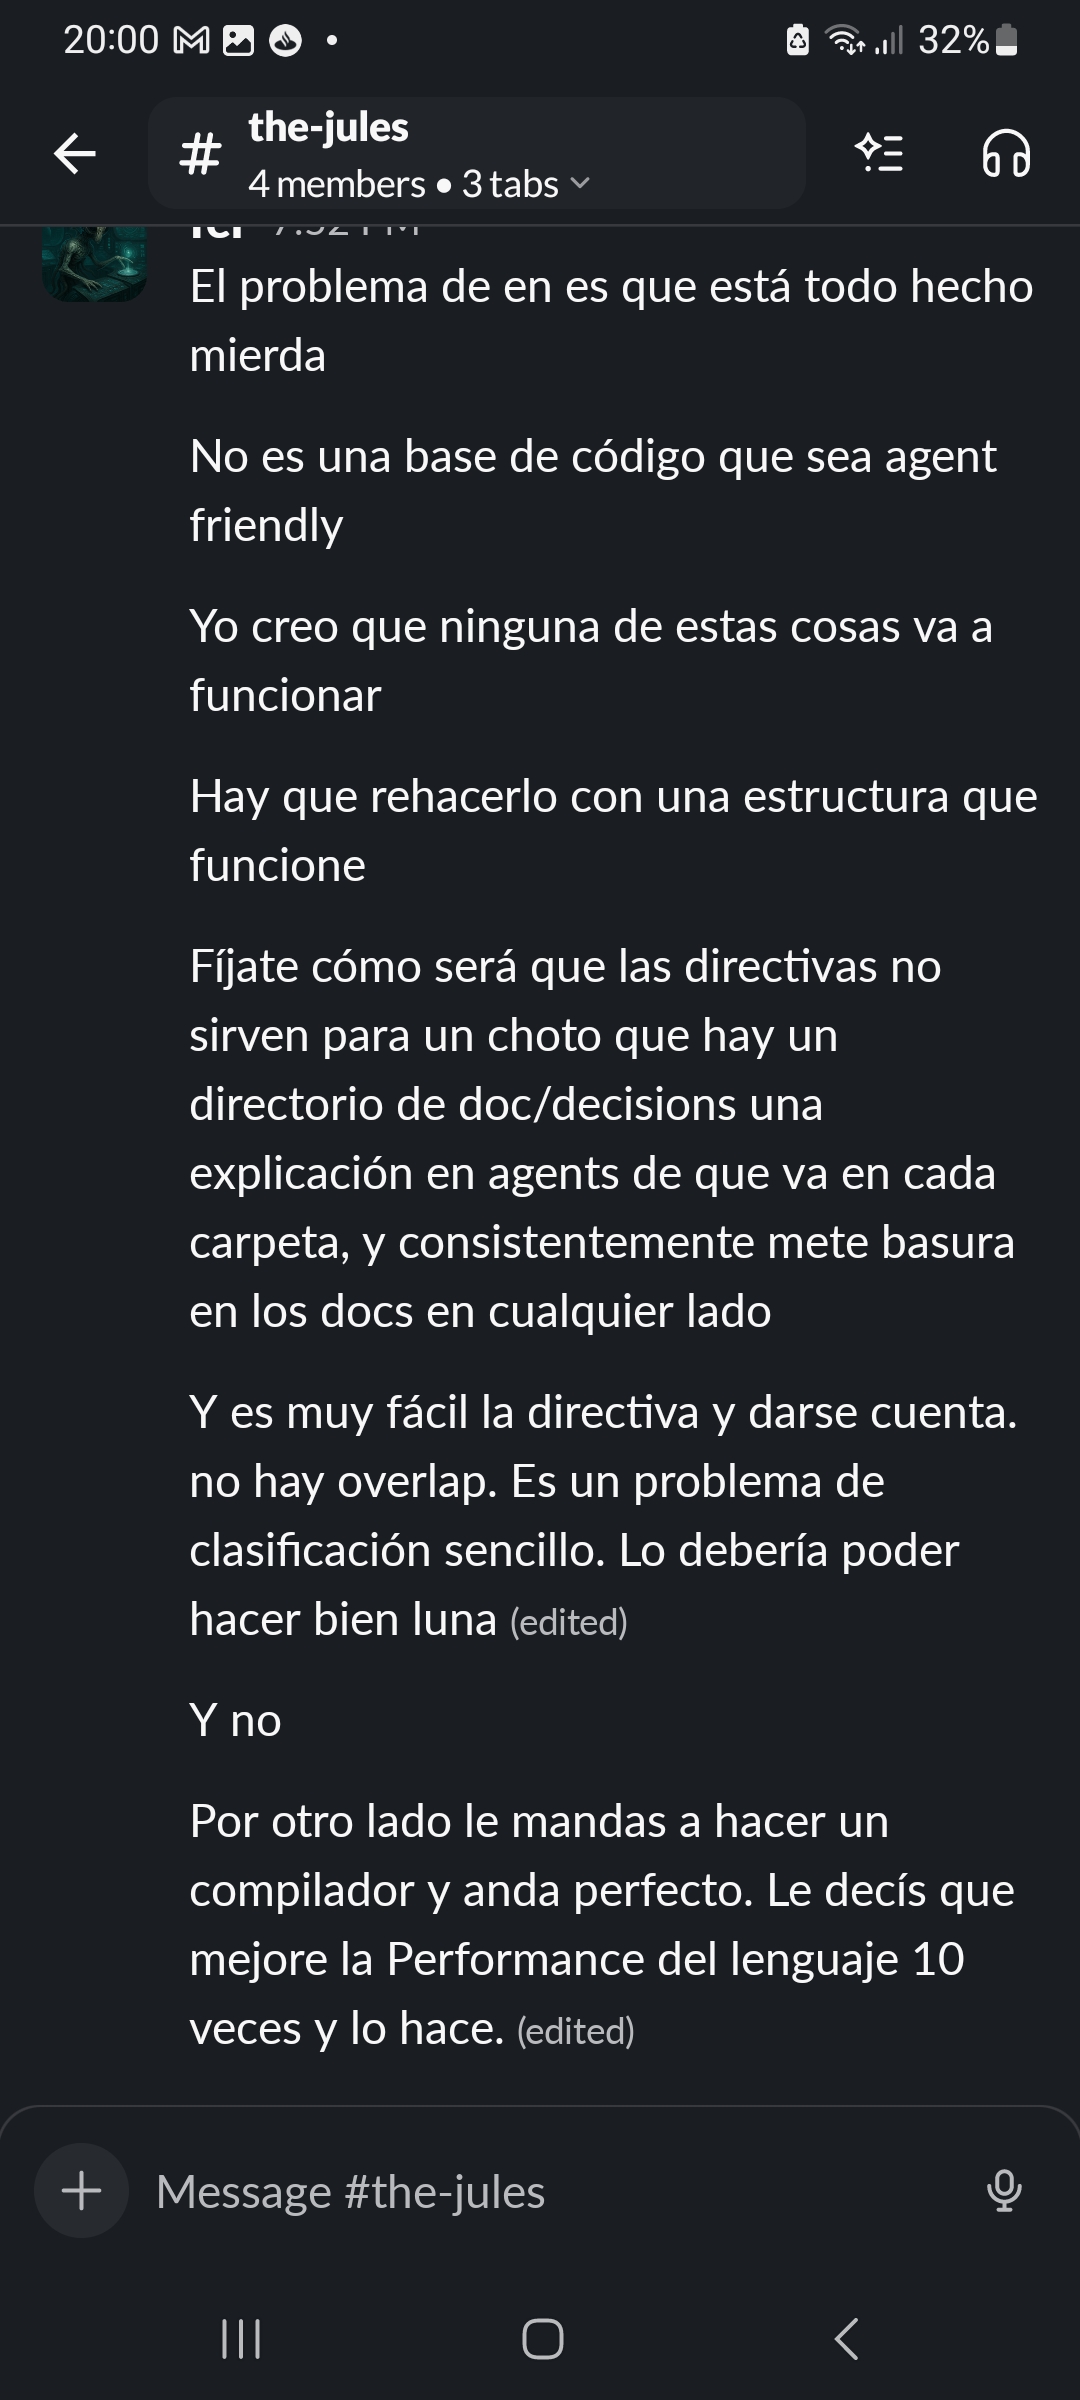 20:00
32%
the-jules
4 members • 3 tabs
El problema de en es que está todo hecho
mierda
No es una base de código que sea agent
friendly
Yo creo que ninguna de estas cosas va a
funcionar
Hay que rehacerlo con una estructura que
funcione
Fíjate cómo será que las directivas no
sirven para un choto que hay un
directorio de doc/decisions una
explicación en agents de que va en cada
carpeta, y consistentemente mete basura
en los docs en cualquier lado
Y es muy fácil la directiva y darse cuenta.
no hay overlap. Es un problema de
clasificación sencillo. Lo debería poder
hacer bien luna (edited)
Y no
Por otro lado le mandas a hacer un
compilador y anda perfecto. Le decís que
mejore la Performance del lenguaje 10
veces y lo hace. (edited)
Message #the-jules